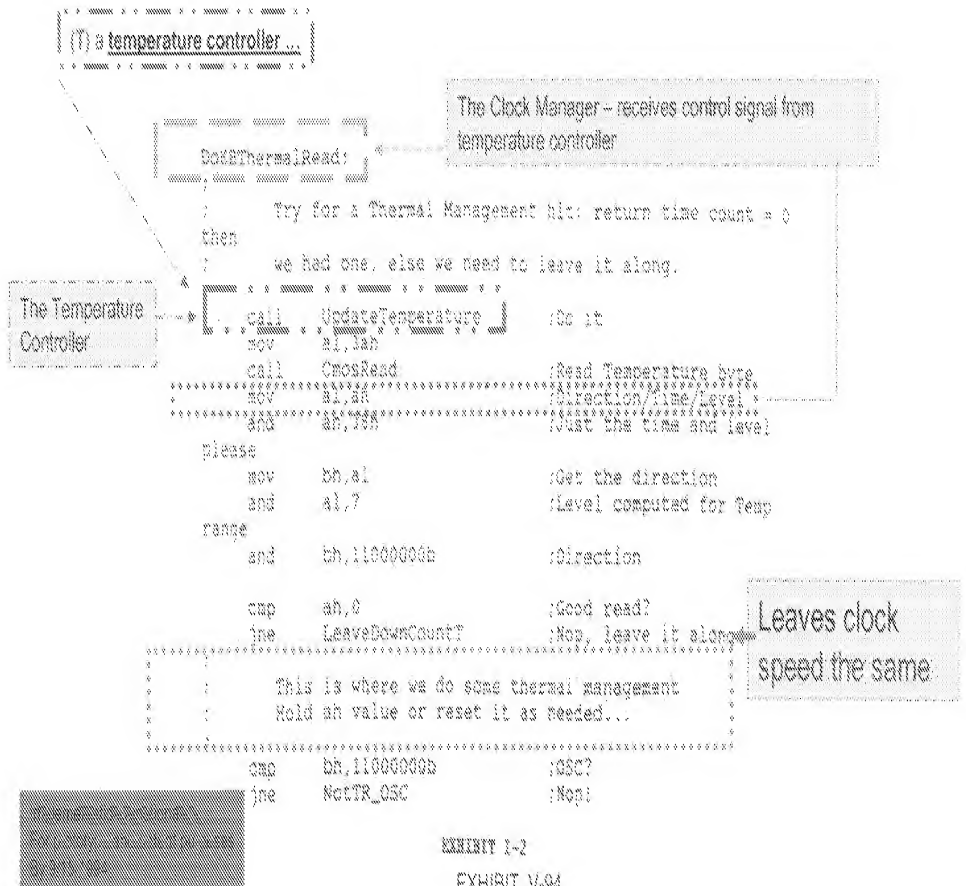 (T) a temperature controller ...
The Clock Manager – receives control signal from
temperature controller
DoKBThermalRead:
;
; Try for a Thermal Management hit: return time count = 0
then
; we had one, else we need to leave it along.
The Temperature
Controller
call UpdateTemperature ;Do it
mov al,3ah
call CmosRead ;Read Temperature byte
mov al,ah ;Direction/Time/Level
and ah,38h ;Just the time and level
please
mov bh,al ;Get the direction
and al,7 ;Level computed for Temp
range
and bh,11000000b ;Direction
cmp ah,0 ;Good read?
jne LeaveDownCountT ;Nop, leave it along
Leaves clock
speed the same
;
; This is where we do some thermal management
; Hold ah value or reset it as needed...
;
cmp bh,11000000b ;OSC?
jne NotTR_OSC ;Nop!
EXHIBIT I-2
EXHIBIT V-94